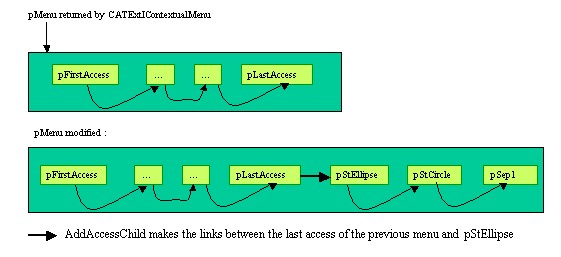 pMenu returned by CATExtIContextualMenu
pFirstAccess ... ... pLastAccess
pMenu modified :
pFirstAccess ... ... pLastAccess pStEllipse pStCircle pSep1
AddAccessChild makes the links between the last access of the previous menu and pStEllipse